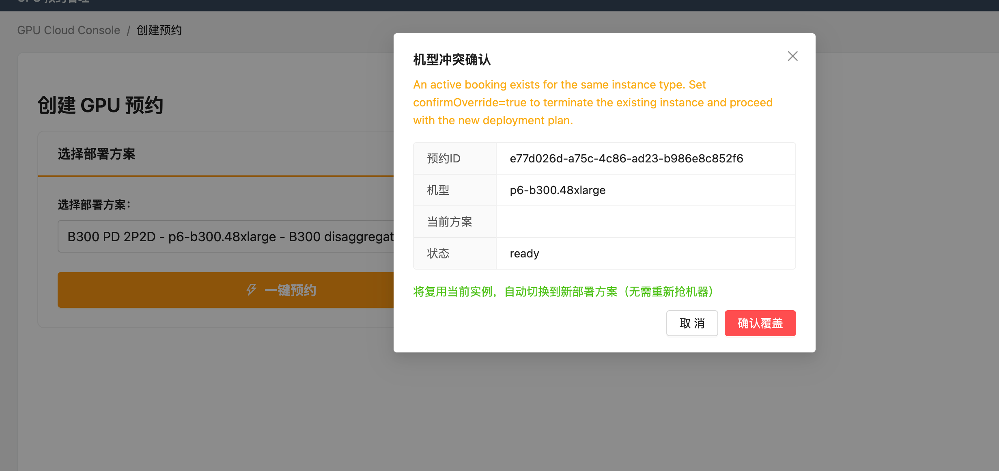 GPU 预约管理
GPU Cloud Console / 创建预约
创建 GPU 预约
选择部署方案
选择部署方案：
B300 PD 2P2D - p6-b300.48xlarge - B300 disaggregat
一键预约
机型冲突确认
An active booking exists for the same instance type. Set
confirmOverride=true to terminate the existing instance and proceed
with the new deployment plan.
预约ID e77d026d-a75c-4c86-ad23-b986e8c852f6
机型 p6-b300.48xlarge
当前方案
状态 ready
将复用当前实例，自动切换到新部署方案（无需重新抢机器）
取 消 确认覆盖